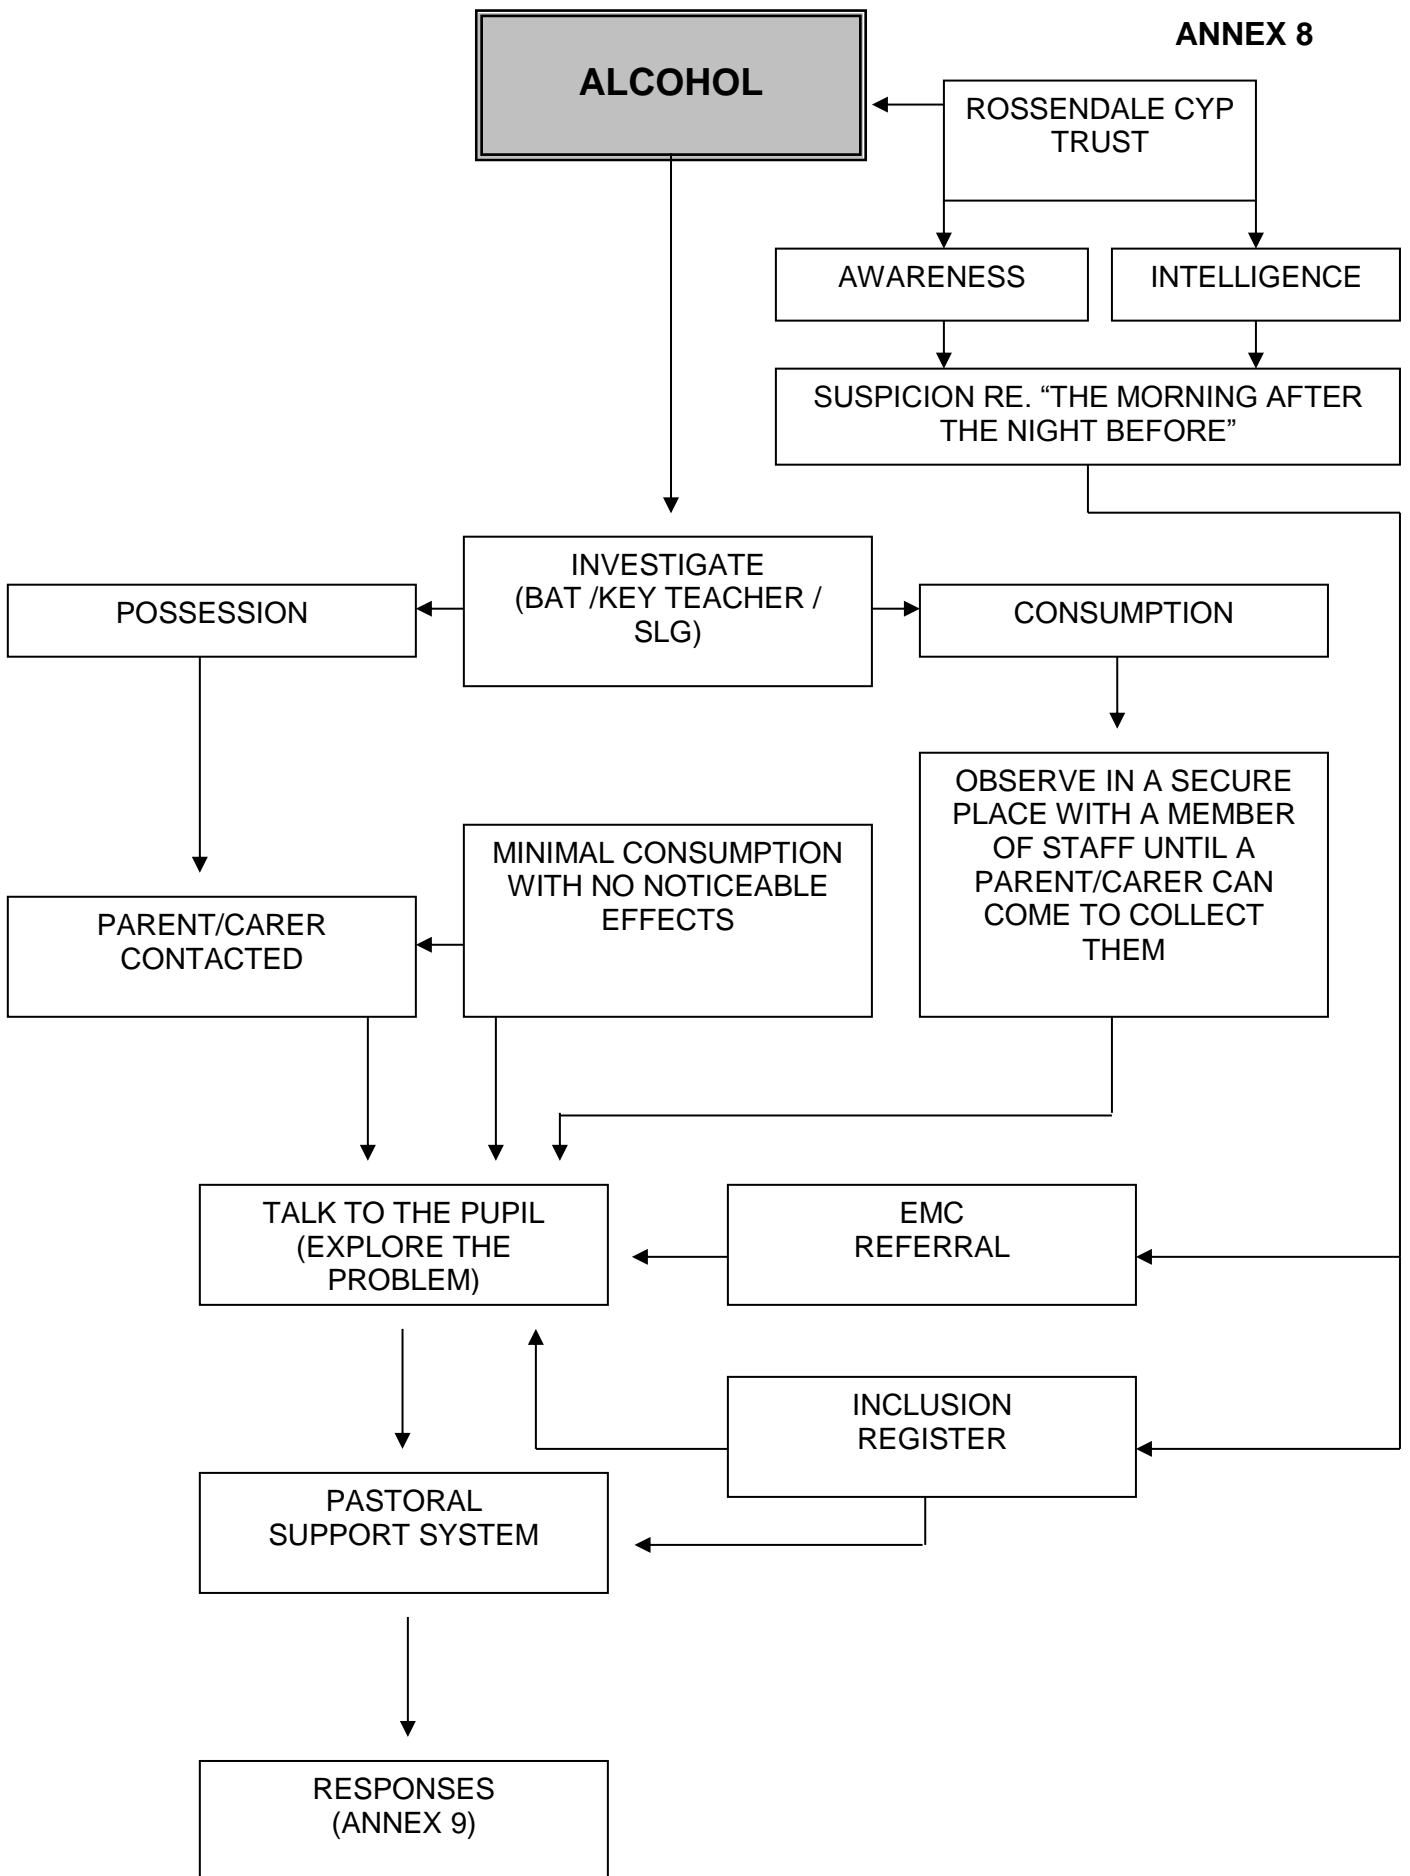 ANNEX 8
ALCOHOL
ROSSENDALE CYP
TRUST
AWARENESS
INTELLIGENCE
SUSPICION RE. “THE MORNING AFTER
THE NIGHT BEFORE”
INVESTIGATE
(BAT /KEY TEACHER /
SLG)
POSSESSION
CONSUMPTION
OBSERVE IN A SECURE
PLACE WITH A MEMBER
OF STAFF UNTIL A
PARENT/CARER CAN
COME TO COLLECT
THEM
MINIMAL CONSUMPTION
WITH NO NOTICEABLE
EFFECTS
PARENT/CARER
CONTACTED
TALK TO THE PUPIL
(EXPLORE THE
PROBLEM)
EMC
REFERRAL
INCLUSION
REGISTER
PASTORAL
SUPPORT SYSTEM
RESPONSES
(ANNEX 9)